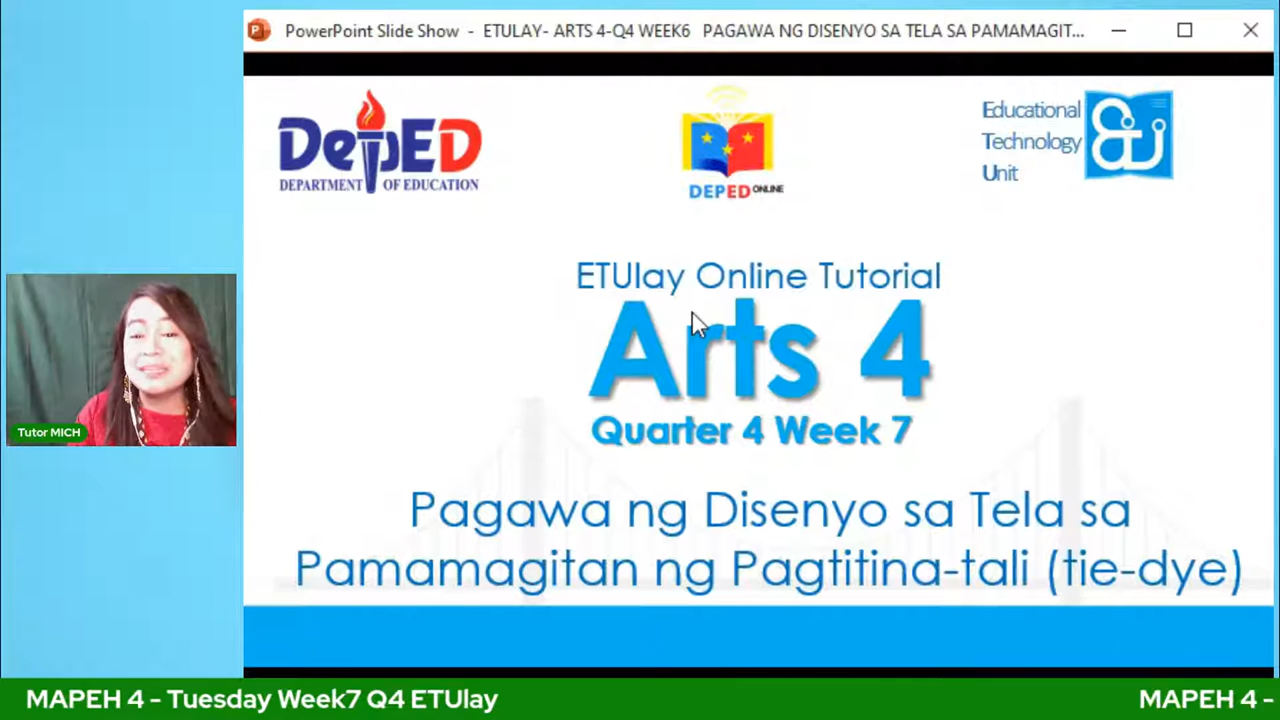 PowerPoint Slide Show - ETULAY- ARTS 4-Q4 WEEK6 PAGAWA NG DISENYO SA TELA SA PAMAMAGIT...
DepED
DEPARTMENT OF EDUCATION
DEPED ONLINE
Educational
Technology
Unit
ETUlay Online Tutorial
Arts 4
Quarter 4 Week 7
Pagawa ng Disenyo sa Tela sa
Pamamagitan ng Pagtitina-tali (tie-dye)
Tutor MICH
MAPEH 4 - Tuesday Week7 Q4 ETUlay
MAPEH 4 -